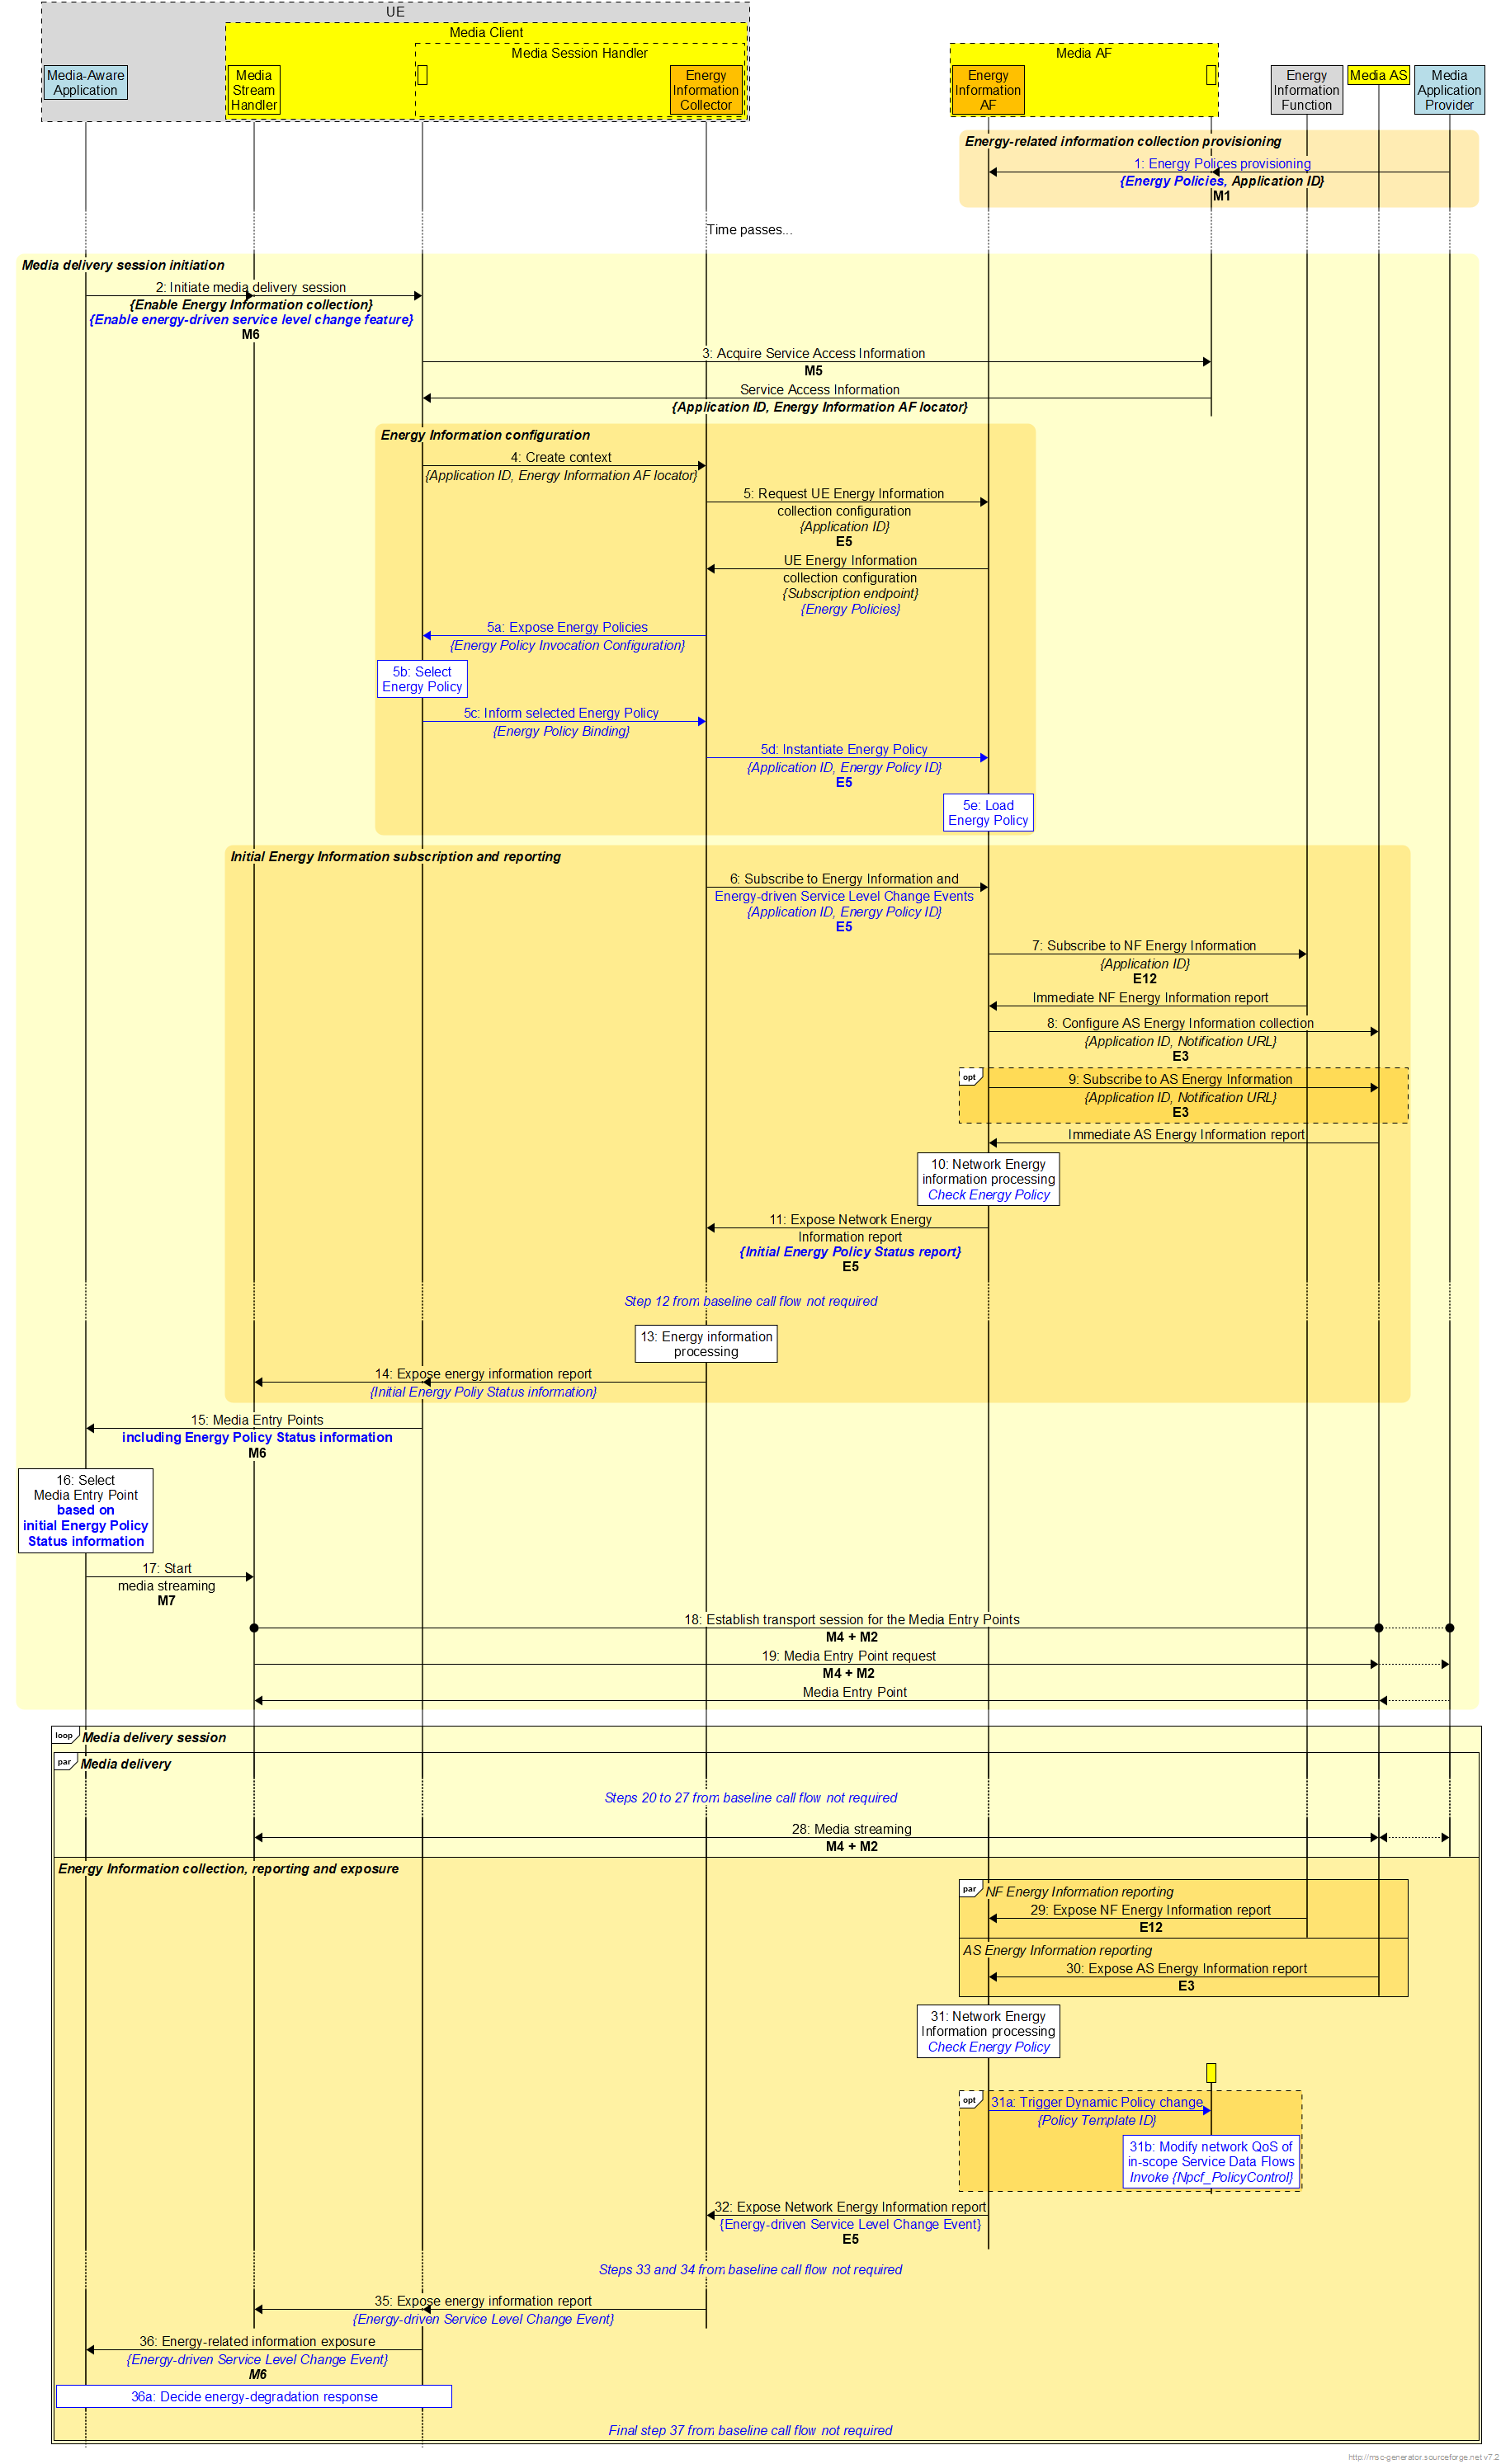 UE
Media Client
Media Session Handler
Media AF
Media-Aware
Application
Media
Stream
Handler
Energy
Information
Collector
Energy
Information
AF
Energy
Information
Function
Media AS
Media
Application
Provider
Energy-related information collection provisioning
1: Energy Polices provisioning
{Energy Policies, Application ID}
M1
Time passes...
Media delivery session initiation
2: Initiate media delivery session
{Enable Energy Information collection}
{Enable energy-driven service level change feature}
M6
3: Acquire Service Access Information
M5
Service Access Information
{Application ID, Energy Information AF locator}
Energy Information configuration
4: Create context
{Application ID, Energy Information AF locator}
5: Request UE Energy Information
collection configuration
{Application ID}
E5
UE Energy Information
collection configuration
{Subscription endpoint}
{Energy Policies}
5a: Expose Energy Policies
{Energy Policy Invocation Configuration}
5b: Select
Energy Policy
5c: Inform selected Energy Policy
{Energy Policy Binding}
5d: Instantiate Energy Policy
{Application ID, Energy Policy ID}
E5
5e: Load
Energy Policy
Initial Energy Information subscription and reporting
6: Subscribe to Energy Information and
Energy-driven Service Level Change Events
{Application ID, Energy Policy ID}
E5
7: Subscribe to NF Energy Information
{Application ID}
E12
Immediate NF Energy Information report
8: Configure AS Energy Information collection
{Application ID, Notification URL}
E3
opt
9: Subscribe to AS Energy Information
{Application ID, Notification URL}
E3
Immediate AS Energy Information report
10: Network Energy
information processing
Check Energy Policy
11: Expose Network Energy
Information report
{Initial Energy Policy Status report}
E5
Step 12 from baseline call flow not required
13: Energy information
processing
14: Expose energy information report
{Initial Energy Poliy Status information}
15: Media Entry Points
including Energy Policy Status information
M6
16: Select
Media Entry Point
based on
initial Energy Policy
Status information
17: Start
media streaming
M7
18: Establish transport session for the Media Entry Points
M4 + M2
19: Media Entry Point request
M4 + M2
Media Entry Point
loop
Media delivery session
par
Media delivery
Steps 20 to 27 from baseline call flow not required
28: Media streaming
M4 + M2
Energy Information collection, reporting and exposure
par
NF Energy Information reporting
29: Expose NF Energy Information report
E12
AS Energy Information reporting
30: Expose AS Energy Information report
E3
31: Network Energy
Information processing
Check Energy Policy
opt
31a: Trigger Dynamic Policy change
{Policy Template ID}
31b: Modify network QoS of
in-scope Service Data Flows
Invoke {Npcf_PolicyControl}
32: Expose Network Energy Information report
{Energy-driven Service Level Change Event}
E5
Steps 33 and 34 from baseline call flow not required
35: Expose energy information report
{Energy-driven Service Level Change Event}
36: Energy-related information exposure
{Energy-driven Service Level Change Event}
M6
36a: Decide energy-degradation response
Final step 37 from baseline call flow not required
http://msc-generator.sourceforge.net v7.2